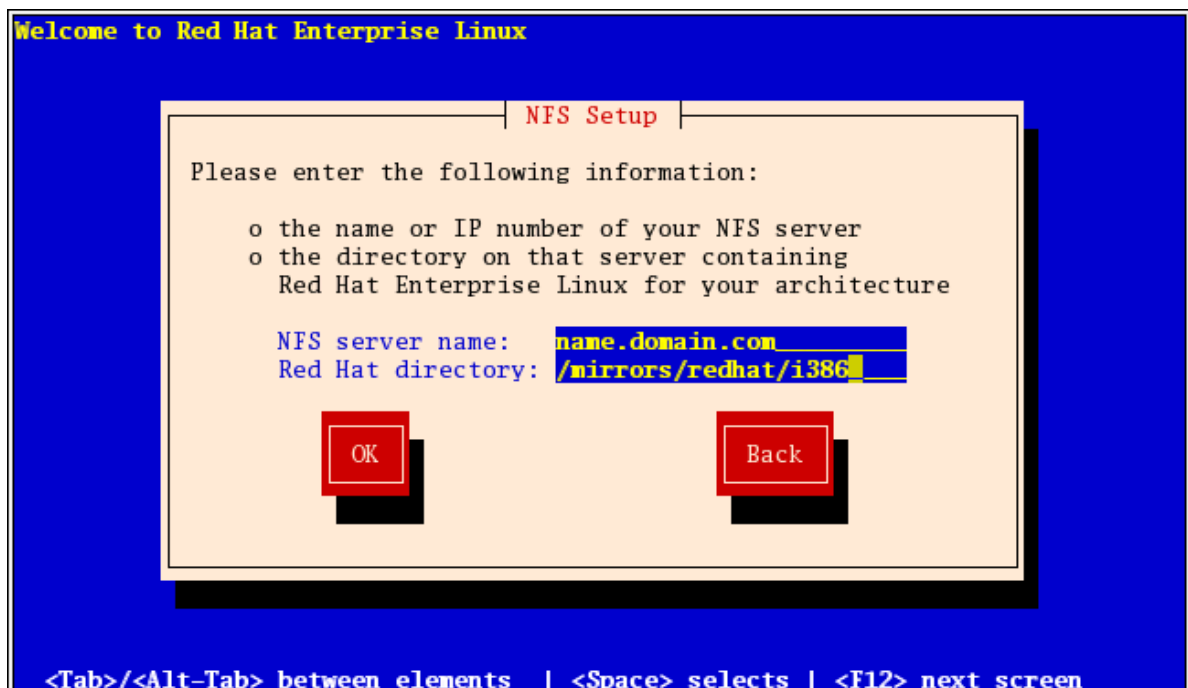 Welcome to Red Hat Enterprise Linux
NFS Setup
Please enter the following information:
o the name or IP number of your NFS server
o the directory on that server containing
Red Hat Enterprise Linux for your architecture
NFS server name: name.domain.com
Red Hat directory: /mirrors/redhat/i386
OK Back
<Tab>/<Alt-Tab> between elements | <Space> selects | <F12> next screen